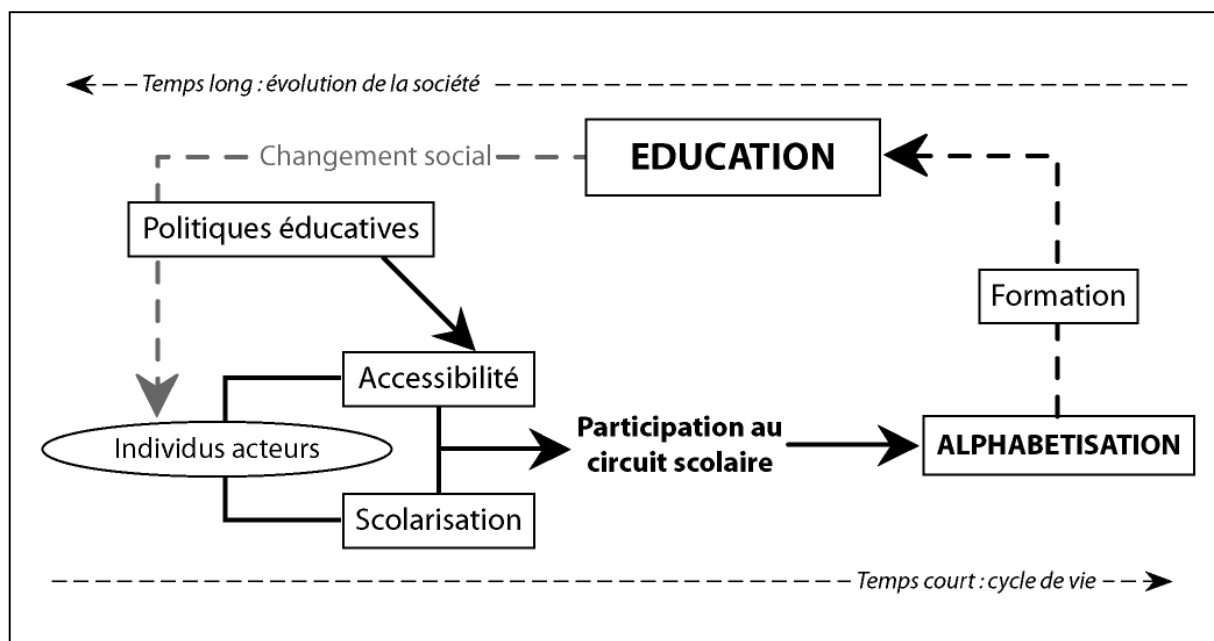 Temps long : évolution de la société
EDUCATION
Changement social
Politiques éducatives
Formation
Accessibilité
Individus acteurs
Participation au
circuit scolaire
ALPHABETISATION
Scolarisation
Temps court : cycle de vie